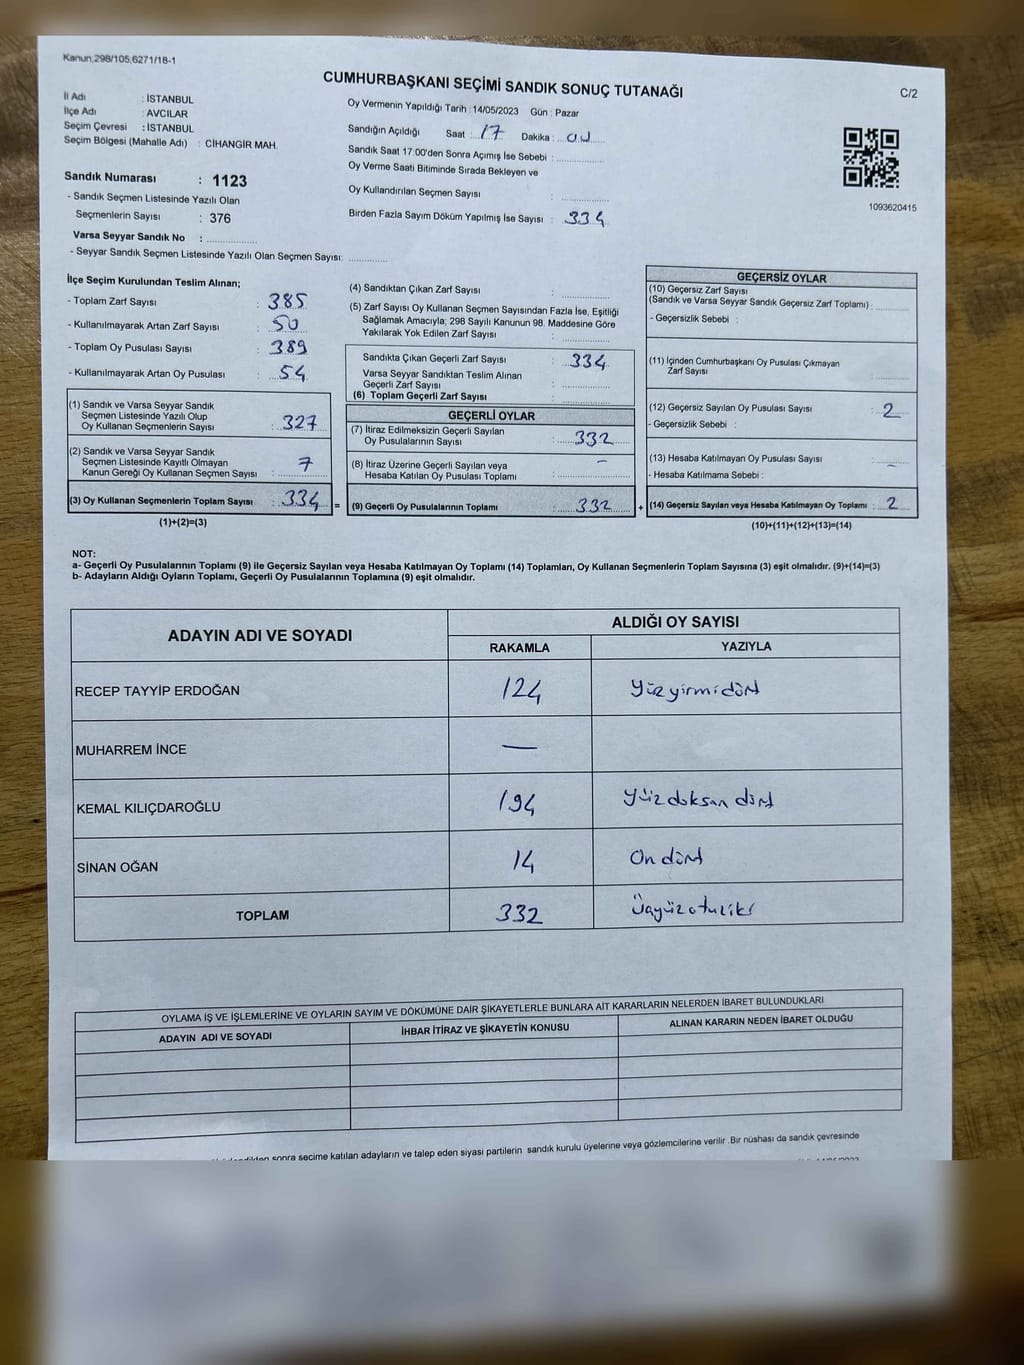 Kanun;298/105,6271/18-1
CUMHURBAŞKANI SEÇİMİ SANDIK SONUÇ TUTANAĞI
C/2
İl Adı : İSTANBUL
İlçe Adı : AVCILAR
Seçim Çevresi : İSTANBUL
Seçim Bölgesi (Mahalle Adı) : CİHANGİR MAH.
Sandık Numarası : 1123
- Sandık Seçmen Listesinde Yazılı Olan
Seçmenlerin Sayısı : 376
Varsa Seyyar Sandık No :
- Seyyar Sandık Seçmen Listesinde Yazılı Olan Seçmen Sayısı:
Oy Vermenin Yapıldığı Tarih : 14/05/2023 Gün : Pazar
Sandığın Açıldığı Saat : 17 Dakika : 00
Sandık Saat 17:00'den Sonra Açımış İse Sebebi :
Oy Verme Saati Bitiminde Sırada Bekleyen ve
Oy Kullandırılan Seçmen Sayısı :
Birden Fazla Sayım Döküm Yapılmış İse Sayısı : 334
1093620415
İlçe Seçim Kurulundan Teslim Alınan;
- Toplam Zarf Sayısı : 385
- Kullanılmayarak Artan Zarf Sayısı : 50
- Toplam Oy Pusulası Sayısı : 389
- Kullanılmayarak Artan Oy Pusulası : 54
(1) Sandık ve Varsa Seyyar Sandık
Seçmen Listesinde Yazılı Olup
Oy Kullanan Seçmenlerin Sayısı : 327
(2) Sandık ve Varsa Seyyar Sandık
Seçmen Listesinde Kayıtlı Olmayan
Kanun Gereği Oy Kullanan Seçmen Sayısı : 7
(3) Oy Kullanan Seçmenlerin Toplam Sayısı : 334 =
(1)+(2)=(3)
(4) Sandıktan Çıkan Zarf Sayısı :
(5) Zarf Sayısı Oy Kullanan Seçmen Sayısından Fazla İse, Eşitliği
Sağlamak Amacıyla; 298 Sayılı Kanunun 98. Maddesine Göre
Yakılarak Yok Edilen Zarf Sayısı :
Sandıkta Çıkan Geçerli Zarf Sayısı : 334
Varsa Seyyar Sandıktan Teslim Alınan
Geçerli Zarf Sayısı :
(6) Toplam Geçerli Zarf Sayısı :
GEÇERLİ OYLAR
(7) İtiraz Edilmeksizin Geçerli Sayılan
Oy Pusulalarının Sayısı : 332
(8) İtiraz Üzerine Geçerli Sayılan veya
Hesaba Katılan Oy Pusulası Toplamı : –
(9) Geçerli Oy Pusulalarının Toplamı : 332 +
GEÇERSİZ OYLAR
(10) Geçersiz Zarf Sayısı
(Sandık ve Varsa Seyyar Sandık Geçersiz Zarf Toplamı) :
- Geçersizlik Sebebi :
(11) İçinden Cumhurbaşkanı Oy Pusulası Çıkmayan
Zarf Sayısı :
(12) Geçersiz Sayılan Oy Pusulası Sayısı : 2
- Geçersizlik Sebebi :
(13) Hesaba Katılmayan Oy Pusulası Sayısı : –
- Hesaba Katılmama Sebebi :
(14) Geçersiz Sayılan veya Hesaba Katılmayan Oy Toplamı : 2
(10)+(11)+(12)+(13)=(14)
NOT:
a- Geçerli Oy Pusulalarının Toplamı (9) ile Geçersiz Sayılan veya Hesaba Katılmayan Oy Toplamı (14) Toplamları, Oy Kullanan Seçmenlerin Toplam Sayısına (3) eşit olmalıdır. (9)+(14)=(3)
b- Adayların Aldığı Oyların Toplamı, Geçerli Oy Pusulalarının Toplamına (9) eşit olmalıdır.
ADAYIN ADI VE SOYADI
ALDIĞI OY SAYISI
RAKAMLA YAZIYLA
RECEP TAYYİP ERDOĞAN 124 Yüzyirmidört
MUHARREM İNCE —
KEMAL KILIÇDAROĞLU 194 Yüzdoksan dört
SİNAN OĞAN 14 On dört
TOPLAM 332 Üçyüzotuziki
OYLAMA İŞ VE İŞLEMLERİNE VE OYLARIN SAYIM VE DÖKÜMÜNE DAİR ŞİKAYETLERLE BUNLARA AİT KARARLARIN NELERDEN İBARET BULUNDUKLARI
ADAYIN ADI VE SOYADI İHBAR İTİRAZ VE ŞİKAYETİN KONUSU ALINAN KARARIN NEDEN İBARET OLDUĞU
sonra seçime katılan adayların ve talep eden siyasi partilerin sandık kurulu üyelerine veya gözlemcilerine verilir .Bir nüshası da sandık çevresinde